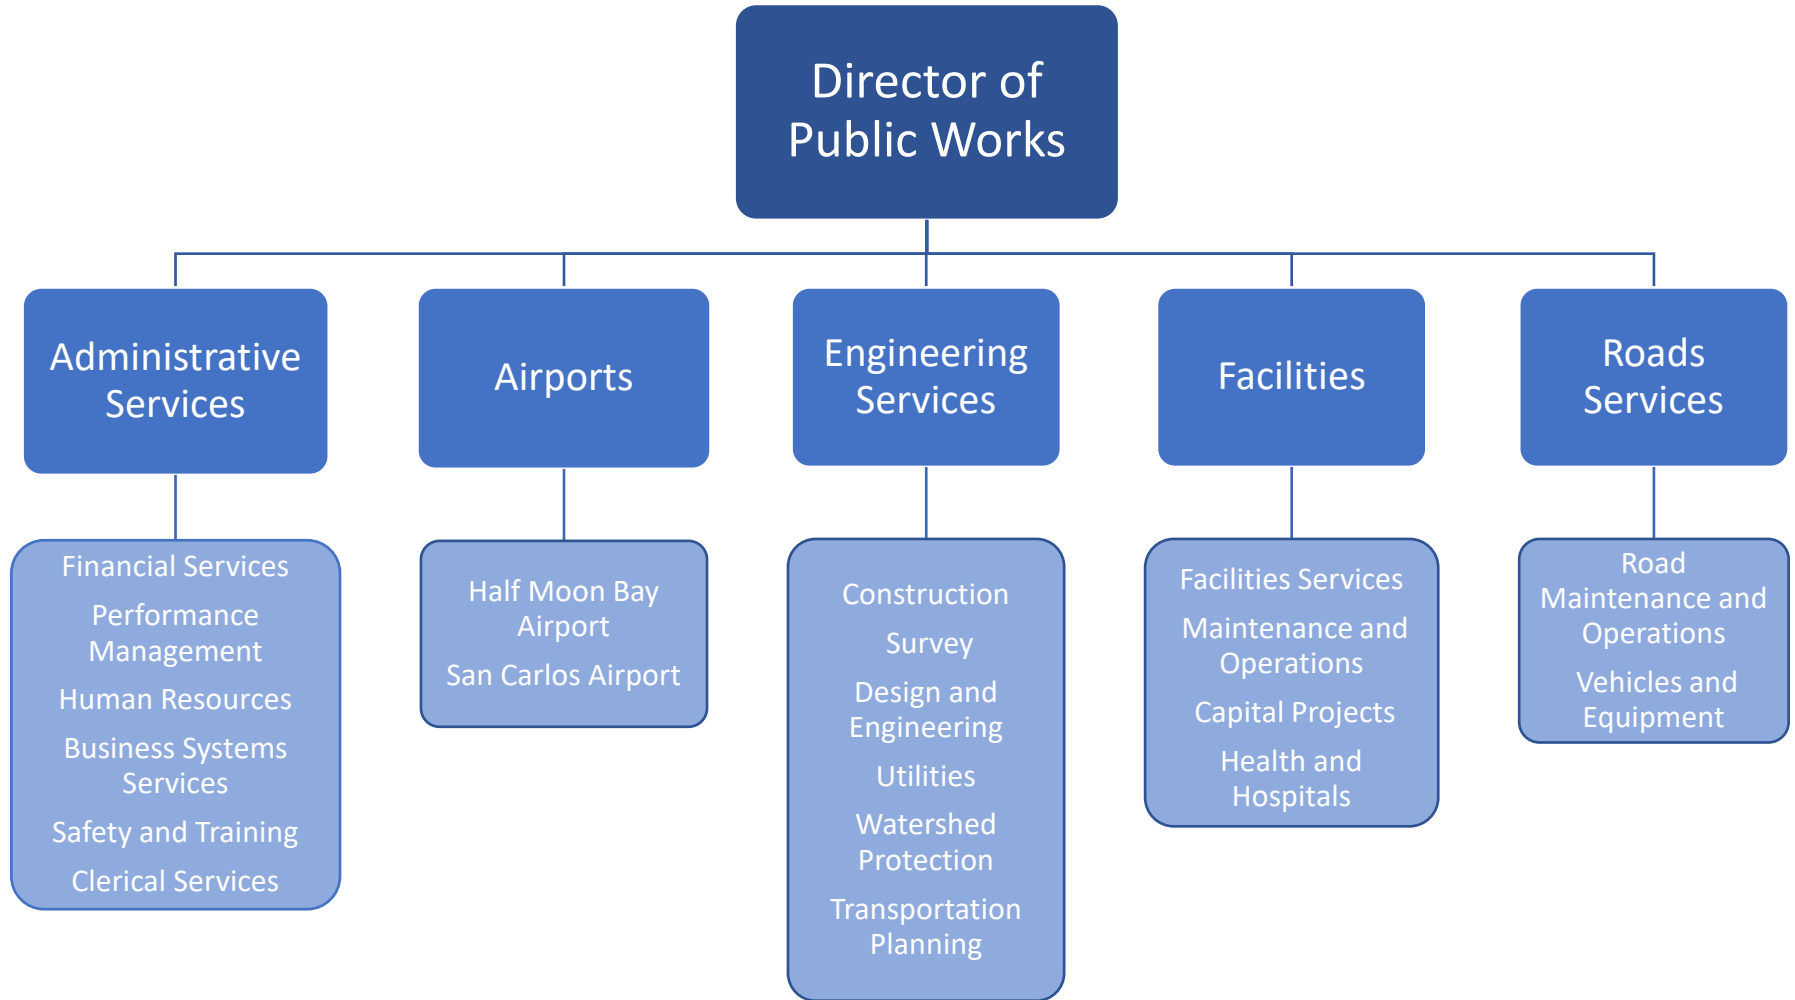 Director of
Public Works
Administrative
Services
Airports
Engineering
Services
Facilities
Roads
Services
Financial Services
Performance
Management
Human Resources
Business Systems
Services
Safety and Training
Clerical Services
Half Moon Bay
Airport
San Carlos Airport
Construction
Survey
Design and
Engineering
Utilities
Watershed
Protection
Transportation
Planning
Facilities Services
Maintenance and
Operations
Capital Projects
Health and
Hospitals
Road
Maintenance and
Operations
Vehicles and
Equipment